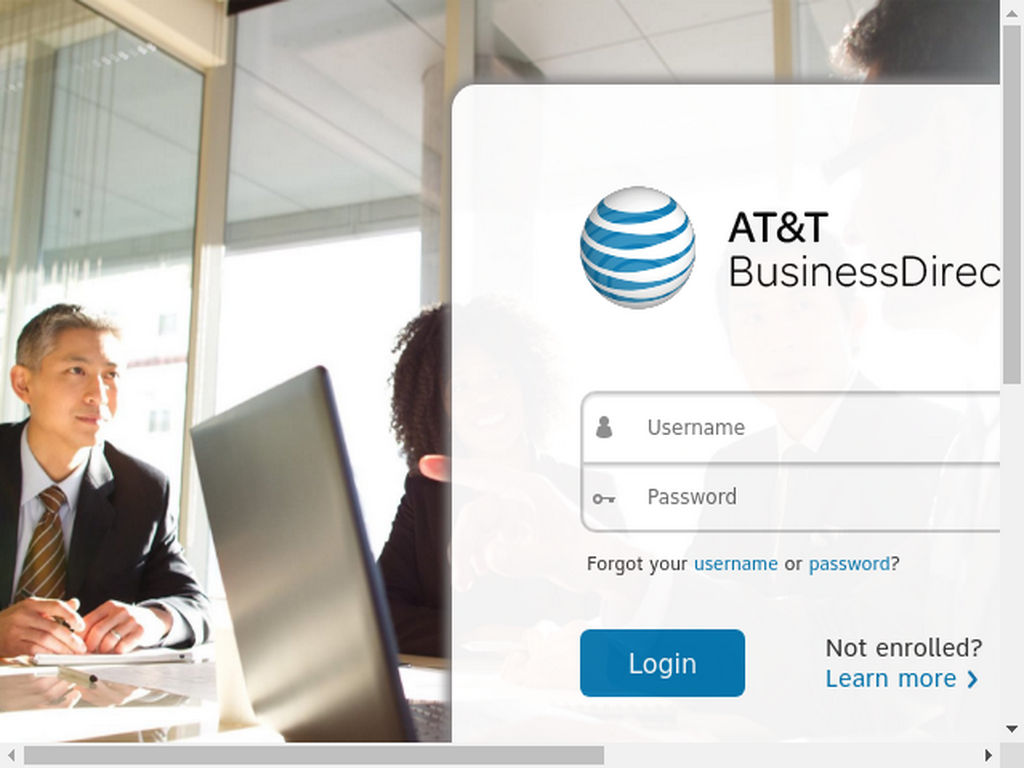 AT&T
BusinessDirec
Username
Password
Forgot your username or password?
Login
Not enrolled?
Learn more